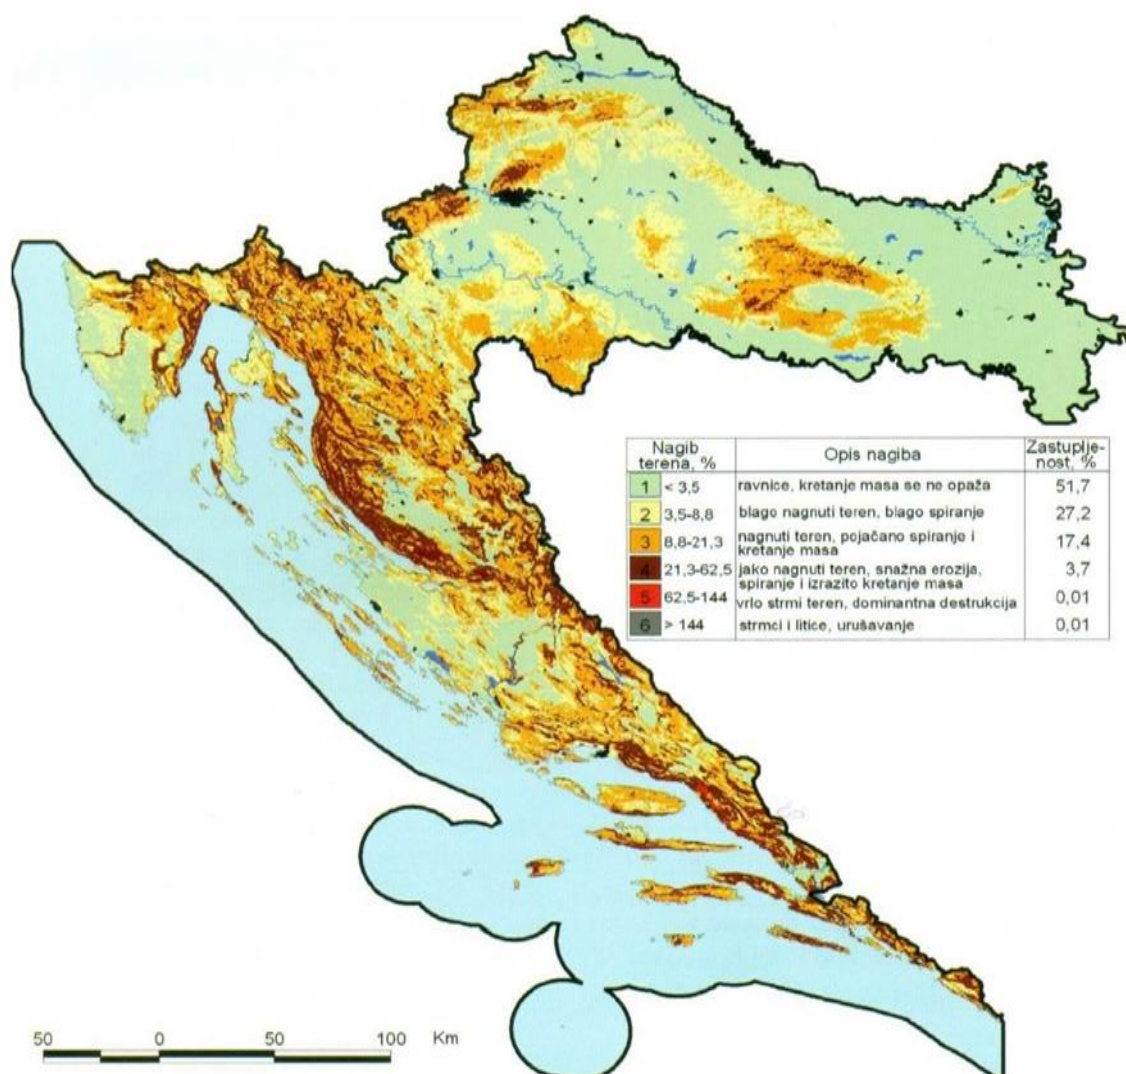 Nagib terena, % Opis nagiba Zastuplje-nost, %
1 < 3,5 ravnice, kretanje masa se ne opaža 51,7
2 3,5-8,8 blago nagnuti teren, blago spiranje 27,2
3 8,8-21,3 nagnuti teren, pojačano spiranje i kretanje masa 17,4
4 21,3-62,5 jako nagnuti teren, snažna erozija, spiranje i izrazito kretanje masa 3,7
5 62,5-144 vrlo strmi teren, dominantna destrukcija 0,01
6 > 144 strmci i litice, urušavanje 0,01
50 0 50 100 Km